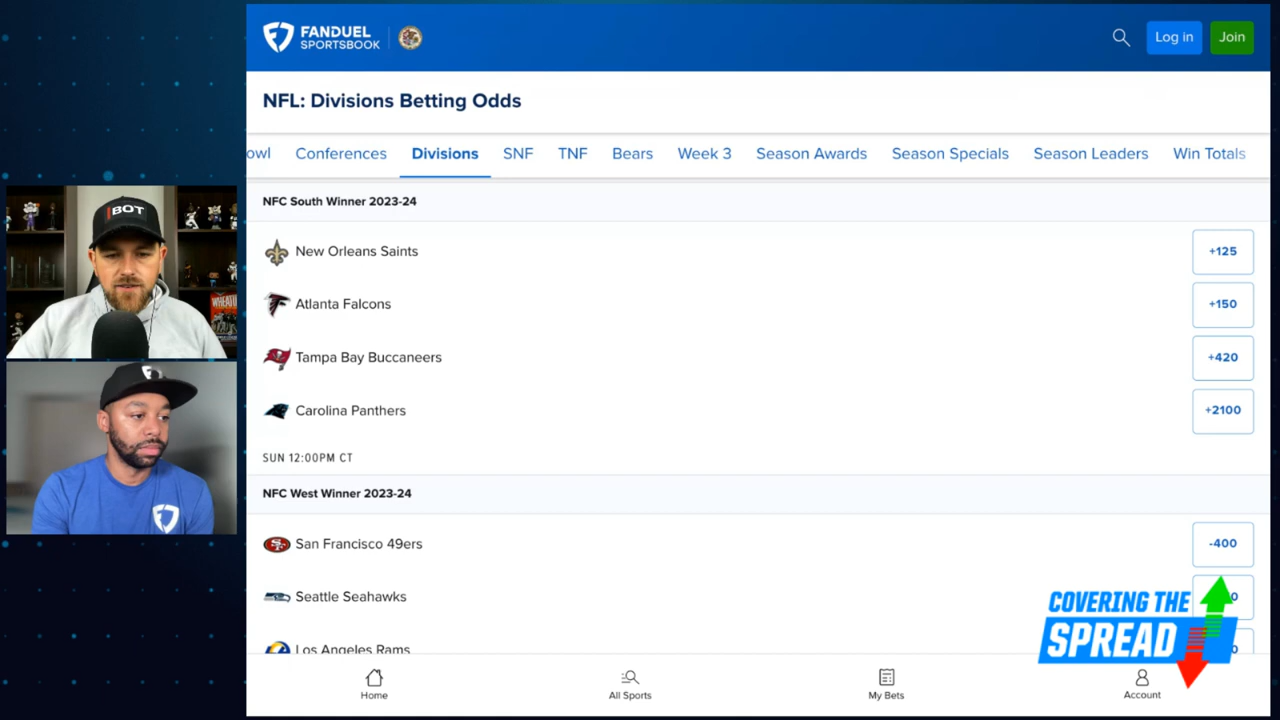 FANDUEL
SPORTSBOOK
Log in
Join
NFL: Divisions Betting Odds
owl Conferences Divisions SNF TNF Bears Week 3 Season Awards Season Specials Season Leaders Win Totals
NFC South Winner 2023-24
New Orleans Saints +125
Atlanta Falcons +150
Tampa Bay Buccaneers +420
Carolina Panthers +2100
SUN 12:00PM CT
NFC West Winner 2023-24
San Francisco 49ers -400
Seattle Seahawks
Los Angeles Rams
COVERING THE
SPREAD
Home
All Sports
My Bets
Account
BOT
WHEATIES